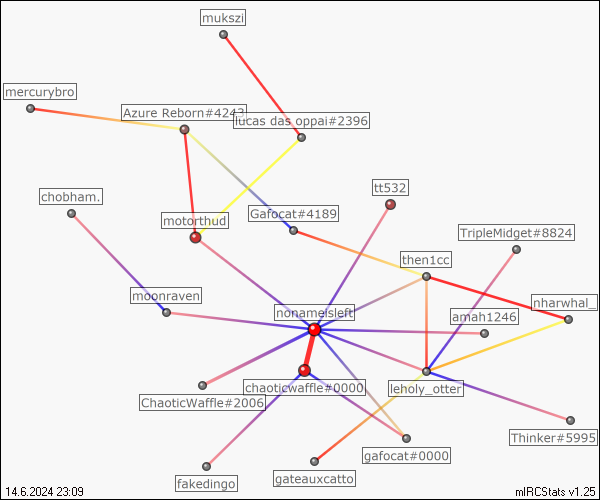 mukszi
mercurybro
Azure Reborn#4243
lucas das oppai#2396
tt532
chobham.
Gafocat#4189
motorthud
TripleMidget#8824
then1cc
moonraven
nharwhal_
nonameisleft
amah1246
chaoticwaffle#0000
leholy_otter
ChaoticWaffle#2006
Thinker#5995
gafocat#0000
gateauxcatto
fakedingo
14.6.2024 23:09
mIRCStats v1.25